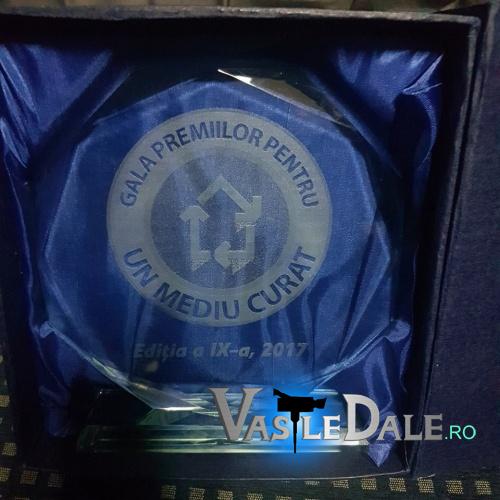 GALA PREMIILOR PENTRU
UN MEDIU CURAT
Ediția a IX-a, 2017
VASILEDALE.RO